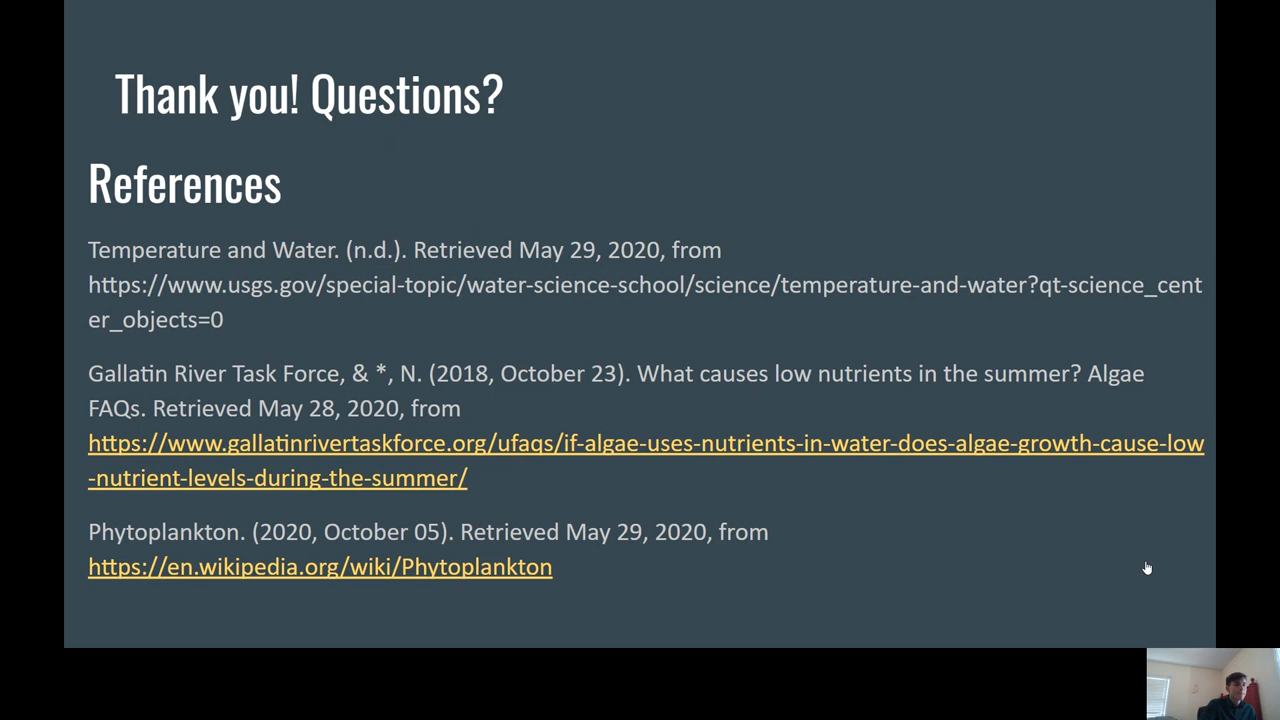 Thank you! Questions?
References
Temperature and Water. (n.d.). Retrieved May 29, 2020, from
https://www.usgs.gov/special-topic/water-science-school/science/temperature-and-water?qt-science_cent
er_objects=0
Gallatin River Task Force, & *, N. (2018, October 23). What causes low nutrients in the summer? Algae
FAQs. Retrieved May 28, 2020, from
https://www.gallatinrivertaskforce.org/ufaqs/if-algae-uses-nutrients-in-water-does-algae-growth-cause-low
-nutrient-levels-during-the-summer/
Phytoplankton. (2020, October 05). Retrieved May 29, 2020, from
https://en.wikipedia.org/wiki/Phytoplankton